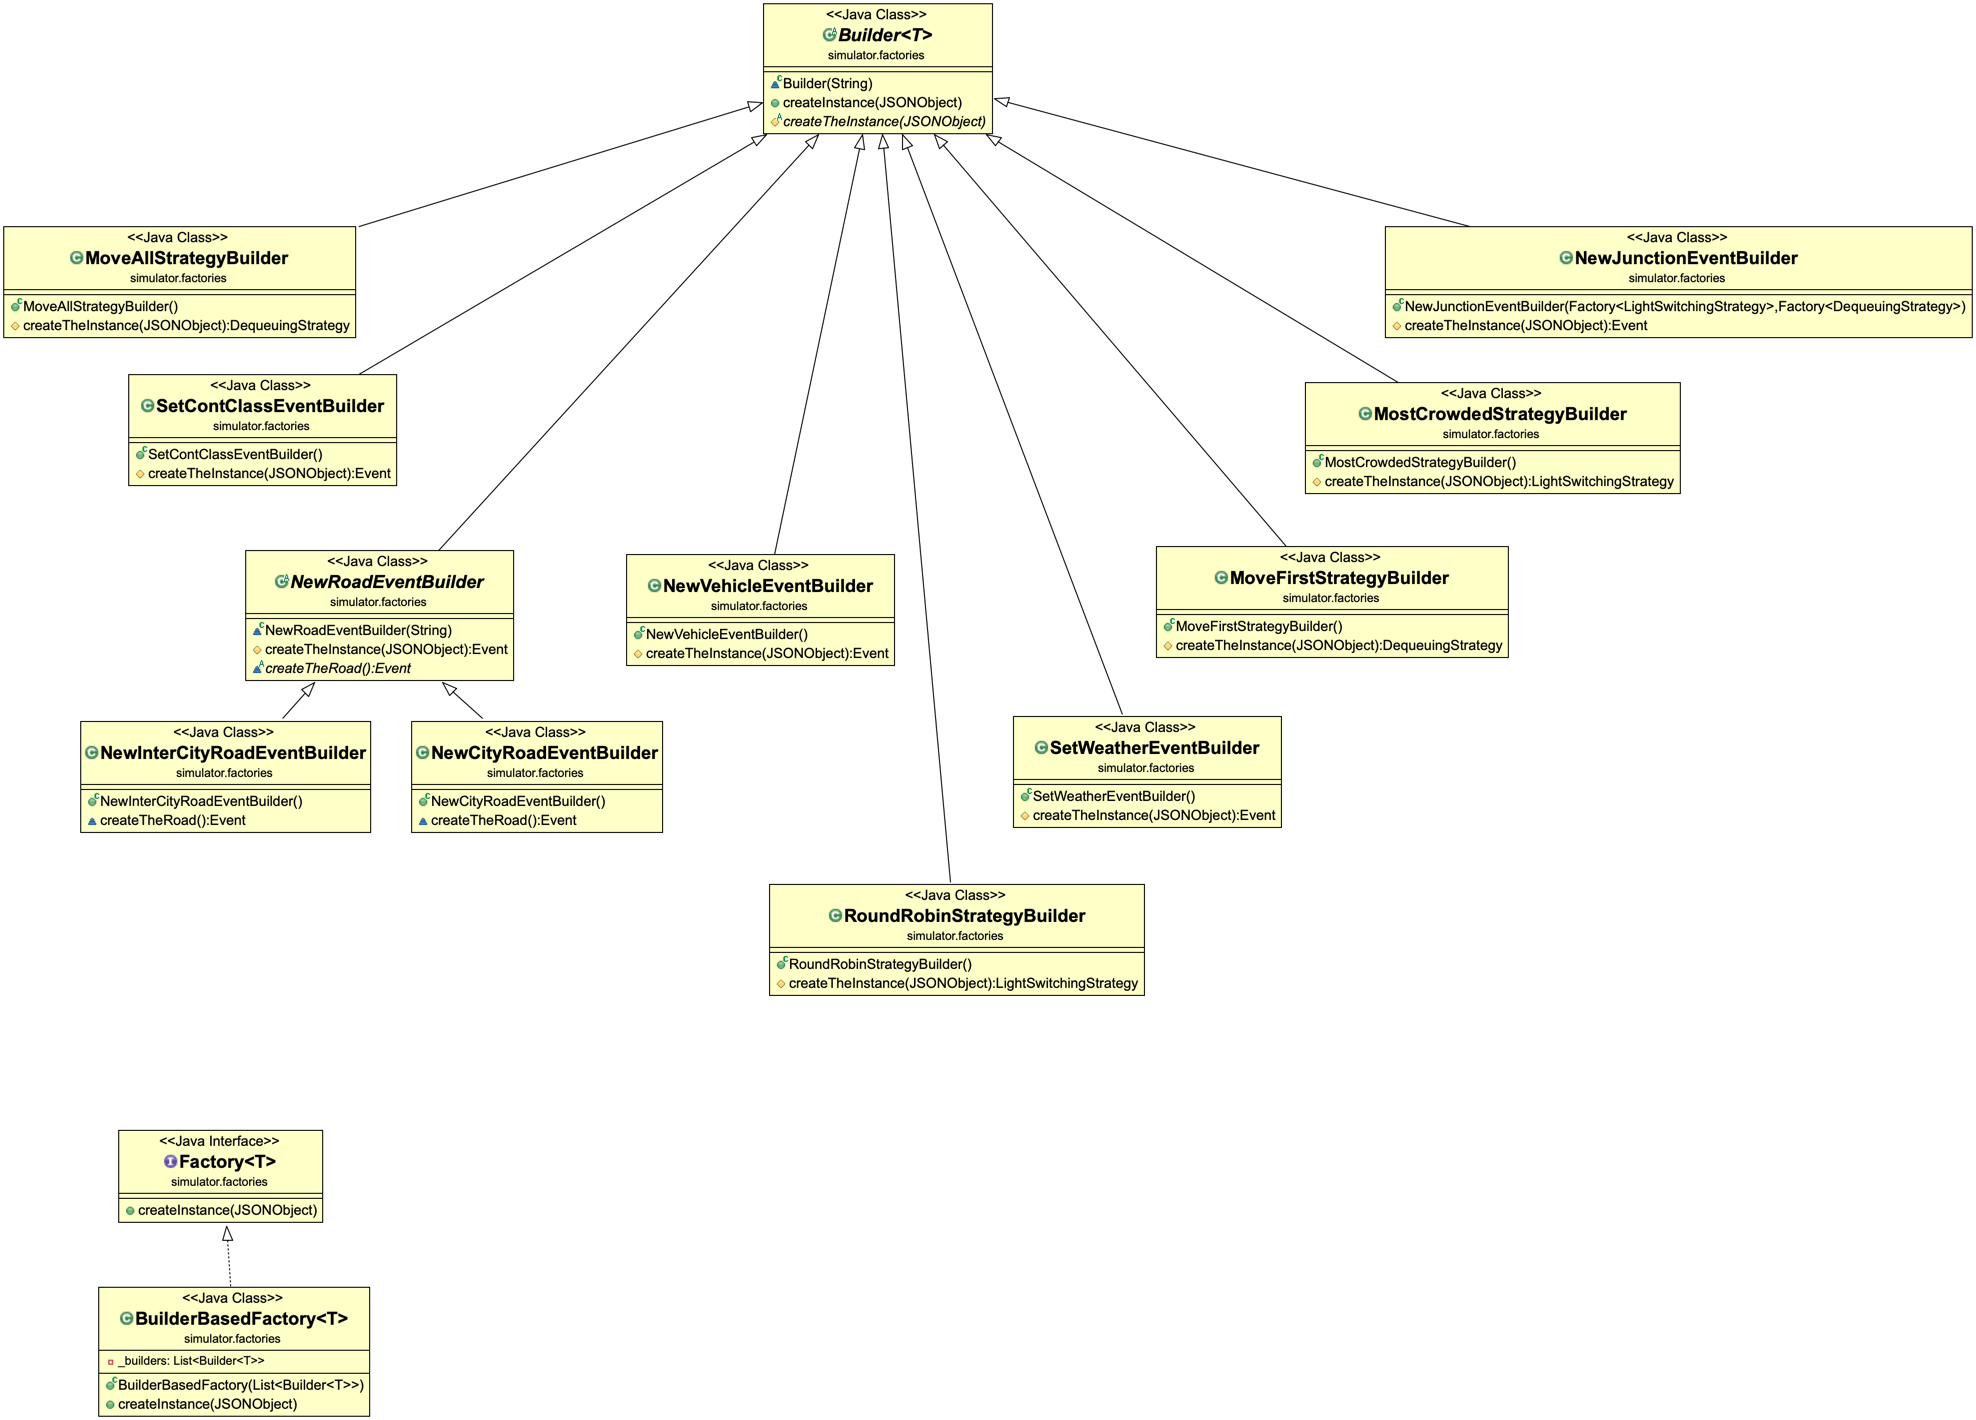 <<Java Class>>
Builder<T>
simulator.factories
Builder(String)
createInstance(JSONObject)
createTheInstance(JSONObject)
<<Java Class>>
MoveAllStrategyBuilder
simulator.factories
MoveAllStrategyBuilder()
createTheInstance(JSONObject):DequeuingStrategy
<<Java Class>>
NewJunctionEventBuilder
simulator.factories
NewJunctionEventBuilder(Factory<LightSwitchingStrategy>,Factory<DequeuingStrategy>)
createTheInstance(JSONObject):Event
<<Java Class>>
SetContClassEventBuilder
simulator.factories
SetContClassEventBuilder()
createTheInstance(JSONObject):Event
<<Java Class>>
MostCrowdedStrategyBuilder
simulator.factories
MostCrowdedStrategyBuilder()
createTheInstance(JSONObject):LightSwitchingStrategy
<<Java Class>>
NewRoadEventBuilder
simulator.factories
NewRoadEventBuilder(String)
createTheInstance(JSONObject):Event
createTheRoad():Event
<<Java Class>>
NewVehicleEventBuilder
simulator.factories
NewVehicleEventBuilder()
createTheInstance(JSONObject):Event
<<Java Class>>
MoveFirstStrategyBuilder
simulator.factories
MoveFirstStrategyBuilder()
createTheInstance(JSONObject):DequeuingStrategy
<<Java Class>>
NewInterCityRoadEventBuilder
simulator.factories
NewInterCityRoadEventBuilder()
createTheRoad():Event
<<Java Class>>
NewCityRoadEventBuilder
simulator.factories
NewCityRoadEventBuilder()
createTheRoad():Event
<<Java Class>>
SetWeatherEventBuilder
simulator.factories
SetWeatherEventBuilder()
createTheInstance(JSONObject):Event
<<Java Class>>
RoundRobinStrategyBuilder
simulator.factories
RoundRobinStrategyBuilder()
createTheInstance(JSONObject):LightSwitchingStrategy
<<Java Interface>>
Factory<T>
simulator.factories
createInstance(JSONObject)
<<Java Class>>
BuilderBasedFactory<T>
simulator.factories
_builders: List<Builder<T>>
BuilderBasedFactory(List<Builder<T>>)
createInstance(JSONObject)